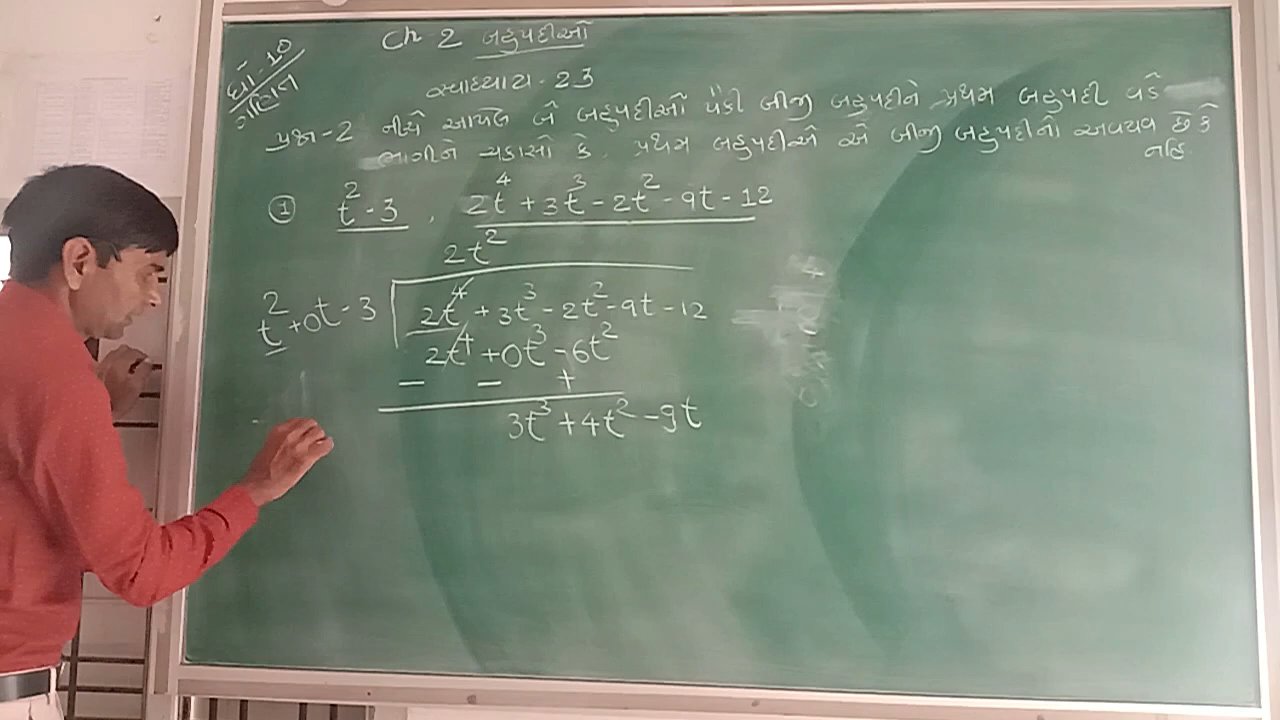 ધો-10
ગણિત
Ch-2 બહુપદીઓ
સ્વાધ્યાય-2.3
પ્રશ્ન-2 નીચે આપેલ બે બહુપદીઓ પૈકી બીજી બહુપદીને પ્રથમ બહુપદી વડે
ભાગીને ચકાસો કે, પ્રથમ બહુપદીએ એ બીજી બહુપદીનો અવયવ છે કે
નહિ
① t² - 3 , 2t⁴ + 3t³ - 2t² - 9t - 12
2t²
t² + 0t - 3 2t⁴ + 3t³ - 2t² - 9t - 12
2t⁴ + 0t³ - 6t²
− − +
3t³ + 4t² - 9t